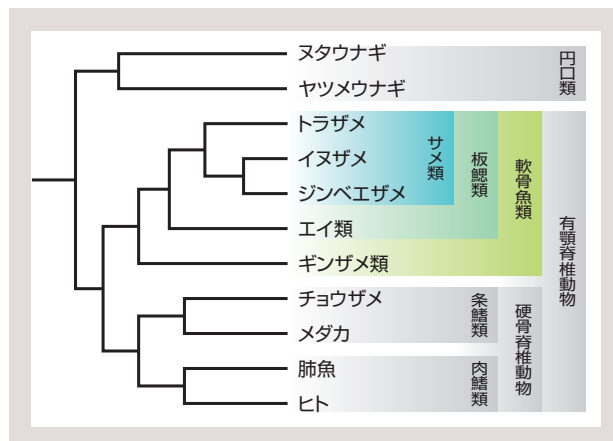 ヌタウナギ
ヤツメウナギ
円口類
トラザメ
イヌザメ
ジンベエザメ
サメ類
エイ類
板鰓類
ギンザメ類
軟骨魚類
チョウザメ
メダカ
条鰭類
肺魚
ヒト
肉鰭類
硬骨脊椎動物
有顎脊椎動物